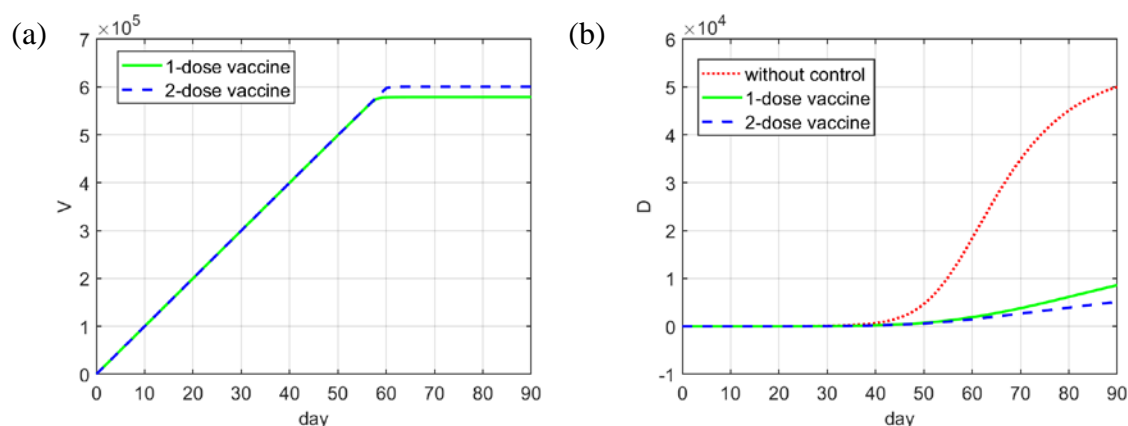 (a)
×10^5
7
6
5
4
3
2
1
0
V
1-dose vaccine
2-dose vaccine
0 10 20 30 40 50 60 70 80 90
day
(b)
×10^4
6
5
4
3
2
1
0
-1
D
without control
1-dose vaccine
2-dose vaccine
0 10 20 30 40 50 60 70 80 90
day